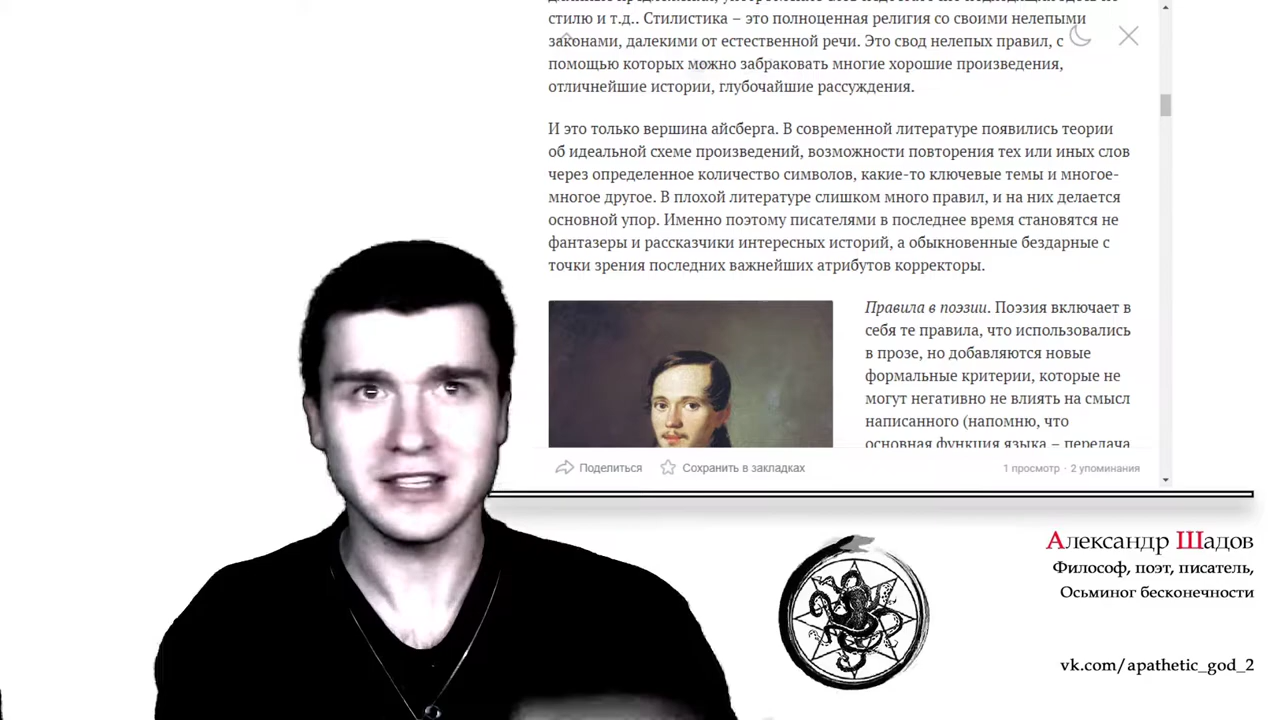 стилю и т.д.. Стилистика – это полноценная религия со своими нелепыми
законами, далекими от естественной речи. Это свод нелепых правил, с
помощью которых можно забраковать многие хорошие произведения,
отличнейшие истории, глубочайшие рассуждения.
И это только вершина айсберга. В современной литературе появились теории
об идеальной схеме произведений, возможности повторения тех или иных слов
через определенное количество символов, какие-то ключевые темы и многое-
многое другое. В плохой литературе слишком много правил, и на них делается
основной упор. Именно поэтому писателями в последнее время становятся не
фантазеры и рассказчики интересных историй, а обыкновенные бездарные с
точки зрения последних важнейших атрибутов корректоры.
Правила в поэзии. Поэзия включает в
себя те правила, что использовались
в прозе, но добавляются новые
формальные критерии, которые не
могут негативно не влиять на смысл
написанного (напомню, что
основная функция языка – передача
Поделиться Сохранить в закладках 1 просмотр · 2 упоминания
Александр Шадов
Философ, поэт, писатель,
Осьминог бесконечности
vk.com/apathetic_god_2